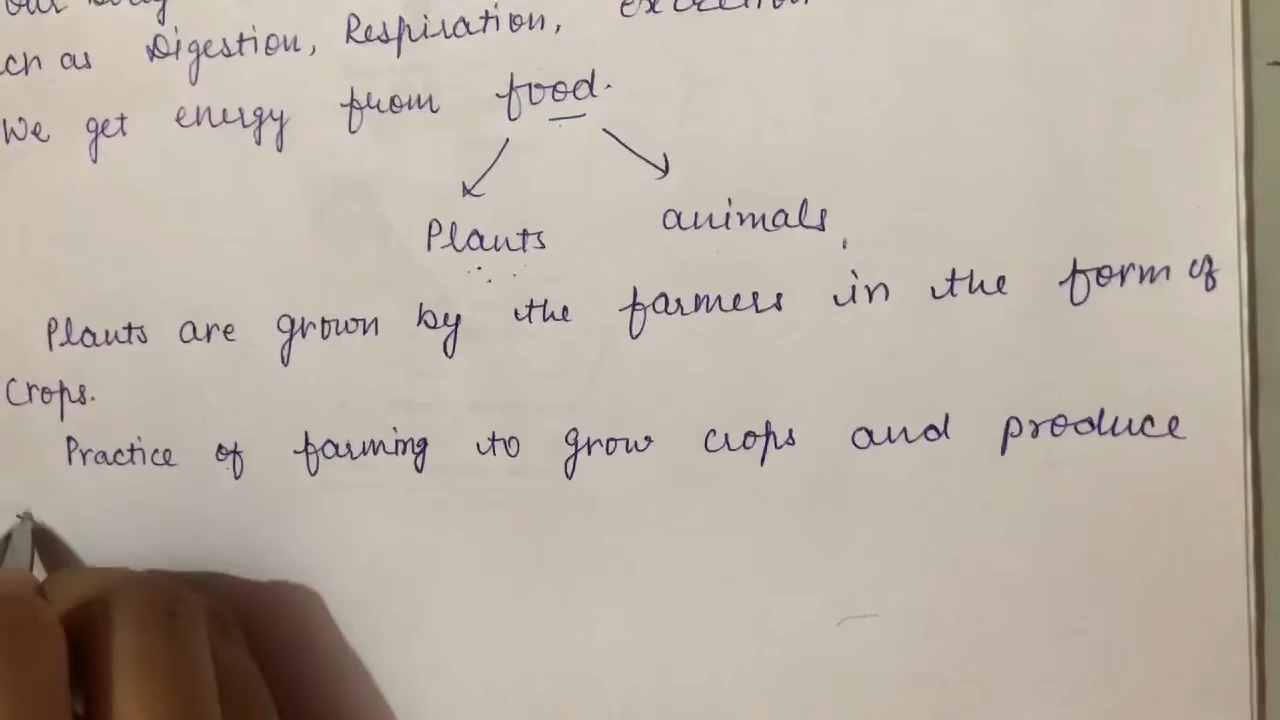 ch as Digestion, Respiration, excretion
We get energy from food.
Plants animals
Plants are grown by the farmers in the form of
Crops.
Practice of farming to grow crops and produce